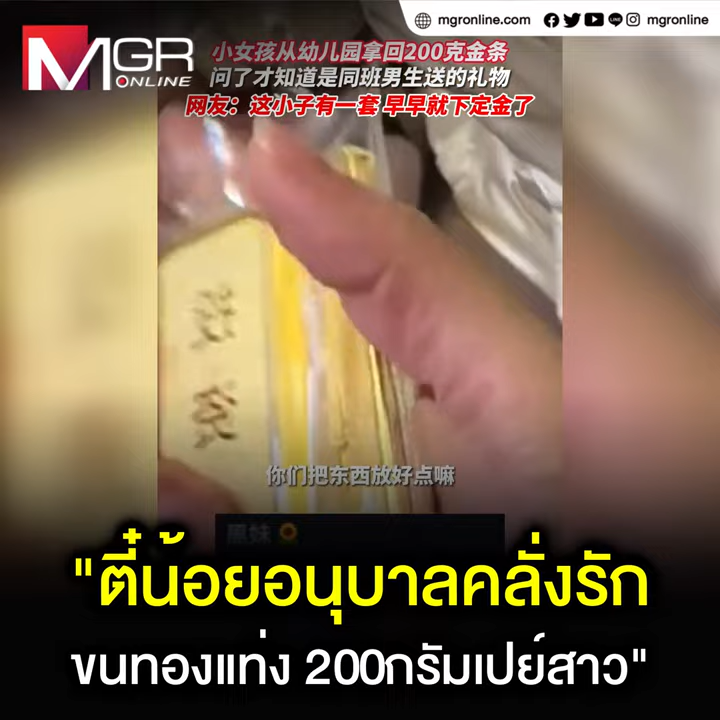 MGR
ONLINE
mgronline.com
mgronline
小女孩从幼儿园拿回200克金条
问了才知道是同班男生送的礼物
网友：这小子有一套 早早就下定金了
投
资
你们把东西放好点嘛
"ตี๋น้อยอนุบาลคลั่งรัก
ขนทองแท่ง 200กรัมเปย์สาว"